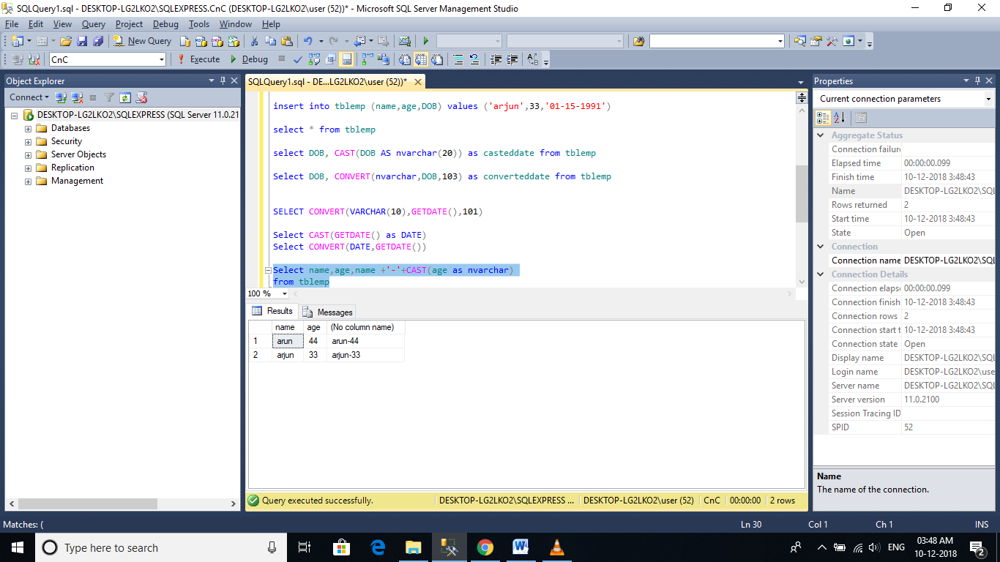 SQLQuery1.sql - DESKTOP-LG2LKO2\SQLEXPRESS.CnC (DESKTOP-LG2LKO2\user (52))* - Microsoft SQL Server Management Studio
File Edit View Query Project Debug Tools Window Help
New Query
CnC Execute Debug
Object Explorer
Connect
DESKTOP-LG2LKO2\SQLEXPRESS (SQL Server 11.0.21
Databases
Security
Server Objects
Replication
Management
SQLQuery1.sql - DE...LG2LKO2\user (52))*
insert into tblemp (name,age,DOB) values ('arjun',33,'01-15-1991')
select * from tblemp
select DOB, CAST(DOB AS nvarchar(20)) as casteddate from tblemp
Select DOB, CONVERT(nvarchar,DOB,103) as converteddate from tblemp
SELECT CONVERT(VARCHAR(10),GETDATE(),101)
Select CAST(GETDATE() as DATE)
Select CONVERT(DATE,GETDATE())
Select name,age,name +'-'+CAST(age as nvarchar)
from tblemp
100 %
Results Messages
name age (No column name)
1 arun 44 arun-44
2 arjun 33 arjun-33
Query executed successfully. DESKTOP-LG2LKO2\SQLEXPRESS ... DESKTOP-LG2LKO2\user (52) CnC 00:00:00 2 rows
Properties
Current connection parameters
Aggregate Status
Connection failure
Elapsed time 00:00:00.099
Finish time 10-12-2018 3:48:43
Name DESKTOP-LG2LKO2\SQL
Rows returned 2
Start time 10-12-2018 3:48:43
State Open
Connection
Connection name DESKTOP-LG2LKO2\SQL
Connection Details
Connection elaps 00:00:00.099
Connection finish 10-12-2018 3:48:43
Connection rows 2
Connection start t 10-12-2018 3:48:43
Connection state Open
Display name DESKTOP-LG2LKO2\SQL
Login name DESKTOP-LG2LKO2\use
Server name DESKTOP-LG2LKO2\SQL
Server version 11.0.2100
Session Tracing ID
SPID 52
Name
The name of the connection.
Matches: ( Ln 30 Col 1 Ch 1 INS
Type here to search
ENG
03:48 AM
10-12-2018
2